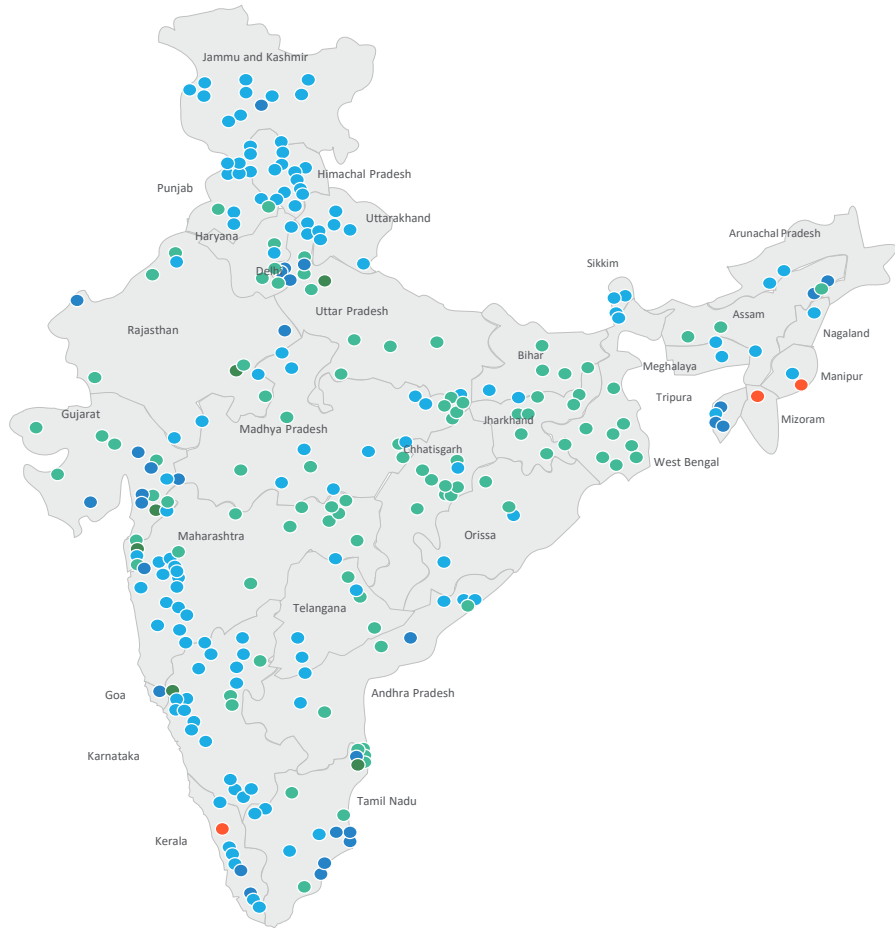 Jammu and Kashmir
Himachal Pradesh
Punjab
Uttarakhand
Haryana
Arunachal Pradesh
Sikkim
Delhi
Uttar Pradesh
Assam
Rajasthan
Nagaland
Bihar
Meghalaya
Manipur
Tripura
Gujarat
Madhya Pradesh
Jharkhand
Mizoram
Chhatisgarh
West Bengal
Maharashtra
Orissa
Telangana
Goa
Andhra Pradesh
Karnataka
Tamil Nadu
Kerala